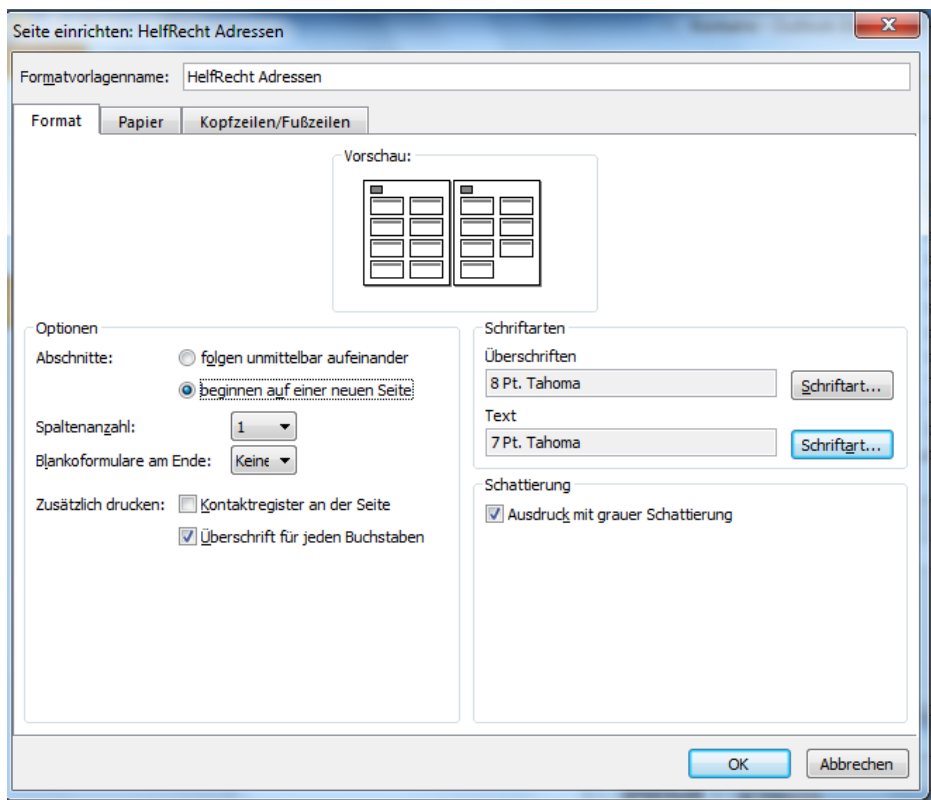 Seite einrichten: HelfRecht Adressen
Formatvorlagenname: HelfRecht Adressen
Format Papier Kopfzeilen/Fußzeilen
Vorschau:
Optionen
Abschnitte: folgen unmittelbar aufeinander
beginnen auf einer neuen Seite
Spaltenanzahl: 1
Blankoformulare am Ende: Keine
Zusätzlich drucken: Kontaktregister an der Seite
Überschrift für jeden Buchstaben
Schriftarten
Überschriften
8 Pt. Tahoma Schriftart...
Text
7 Pt. Tahoma Schriftart...
Schattierung
Ausdruck mit grauer Schattierung
OK Abbrechen